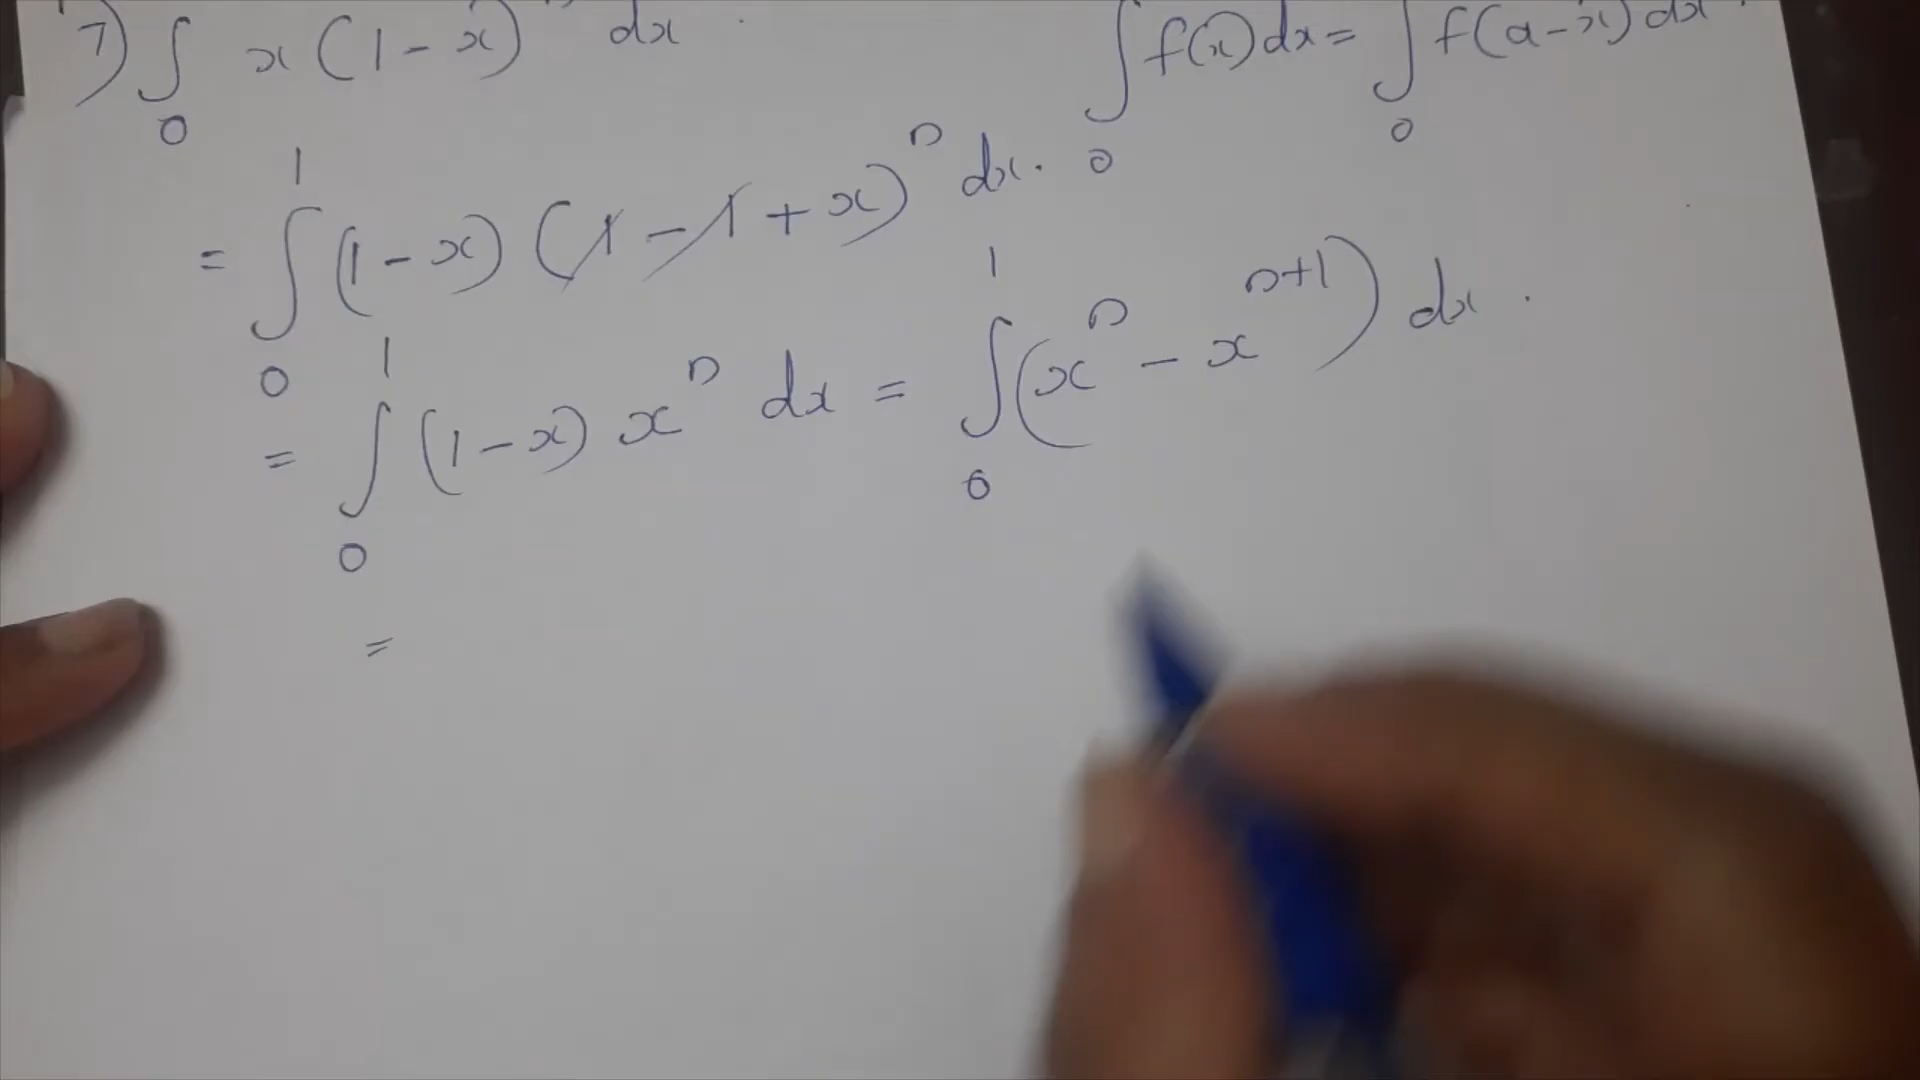 7) ∫₀ x(1-x)ⁿ dx.
∫₀ f(x)dx = ∫₀ f(a-x)dx.
= ∫₀¹ (1-x) (1-1+x)ⁿ dx.
= ∫₀¹ (1-x) xⁿ dx = ∫₀¹ (xⁿ - xⁿ⁺¹) dx.
=